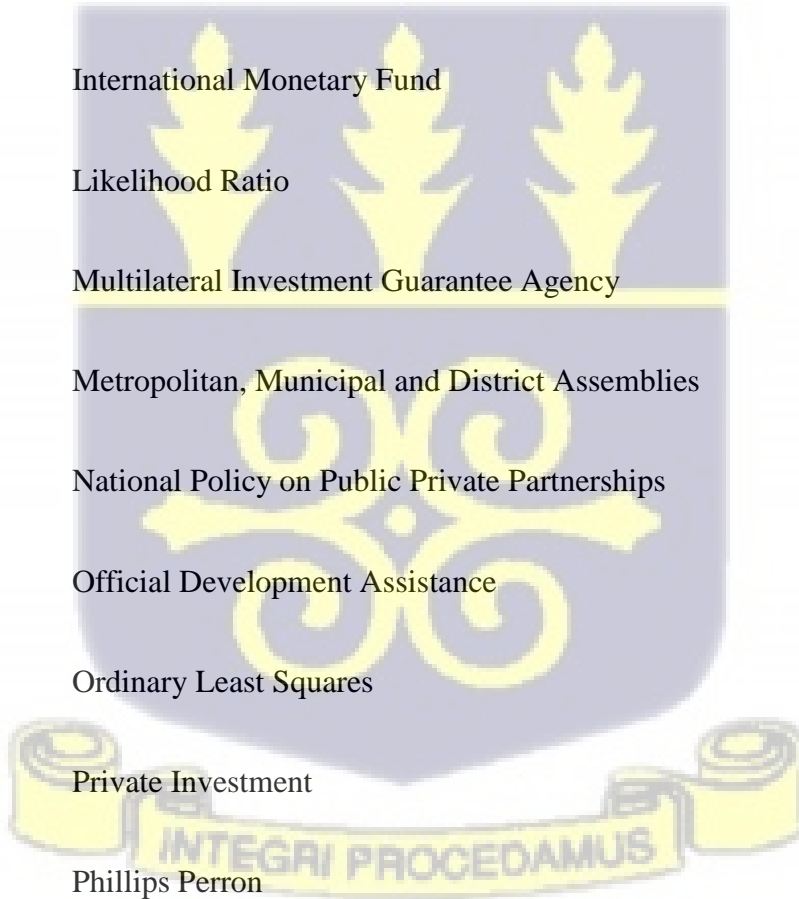 International Monetary Fund
Likelihood Ratio
Multilateral Investment Guarantee Agency
Metropolitan, Municipal and District Assemblies
National Policy on Public Private Partnerships
Official Development Assistance
Ordinary Least Squares
Private Investment
INTEGRI PROCEDAMUS
Phillips Perron